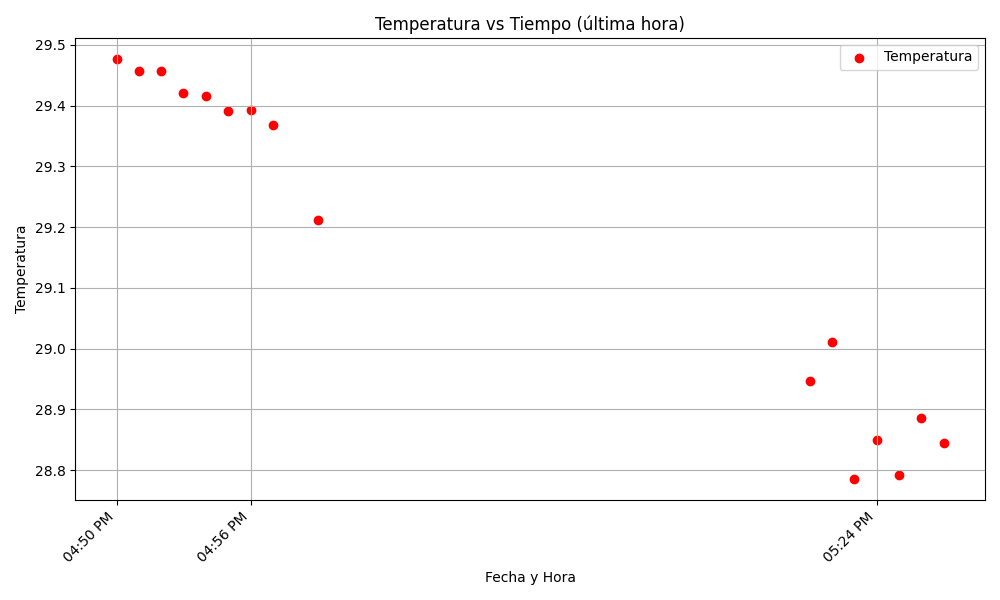 Temperatura vs Tiempo (última hora)
Temperatura
29.5
29.4
29.3
29.2
29.1
29.0
28.9
28.8
Temperatura
04:50 PM
04:56 PM
05:24 PM
Fecha y Hora